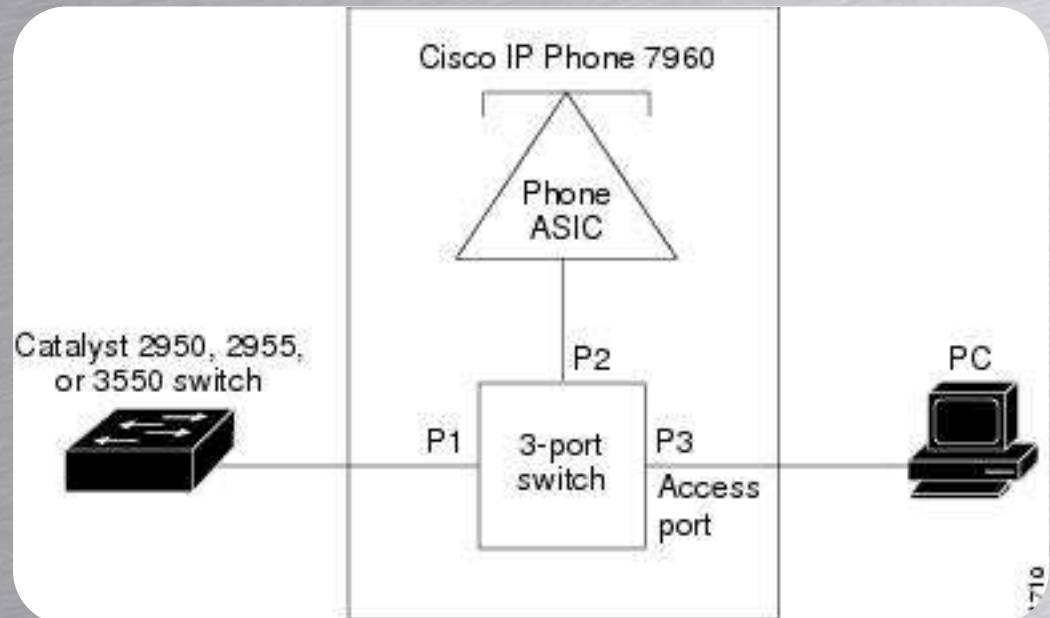 Cisco IP Phone 7960
Phone
ASIC
Catalyst 2950, 2955,
or 3550 switch
P2
PC
P1
3-port
switch
P3
Access
port